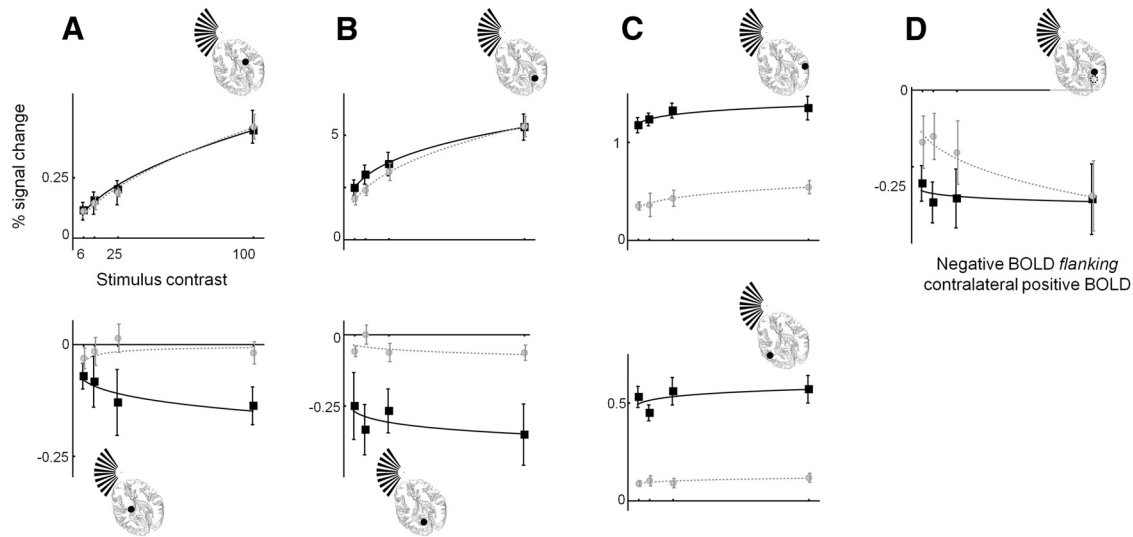 A
B
C
D
% signal change
0.25
0
6
25
100
Stimulus contrast
5
0
1
0
0
-0.25
Negative BOLD flanking
contralateral positive BOLD
0
-0.25
0
-0.25
0.5
0